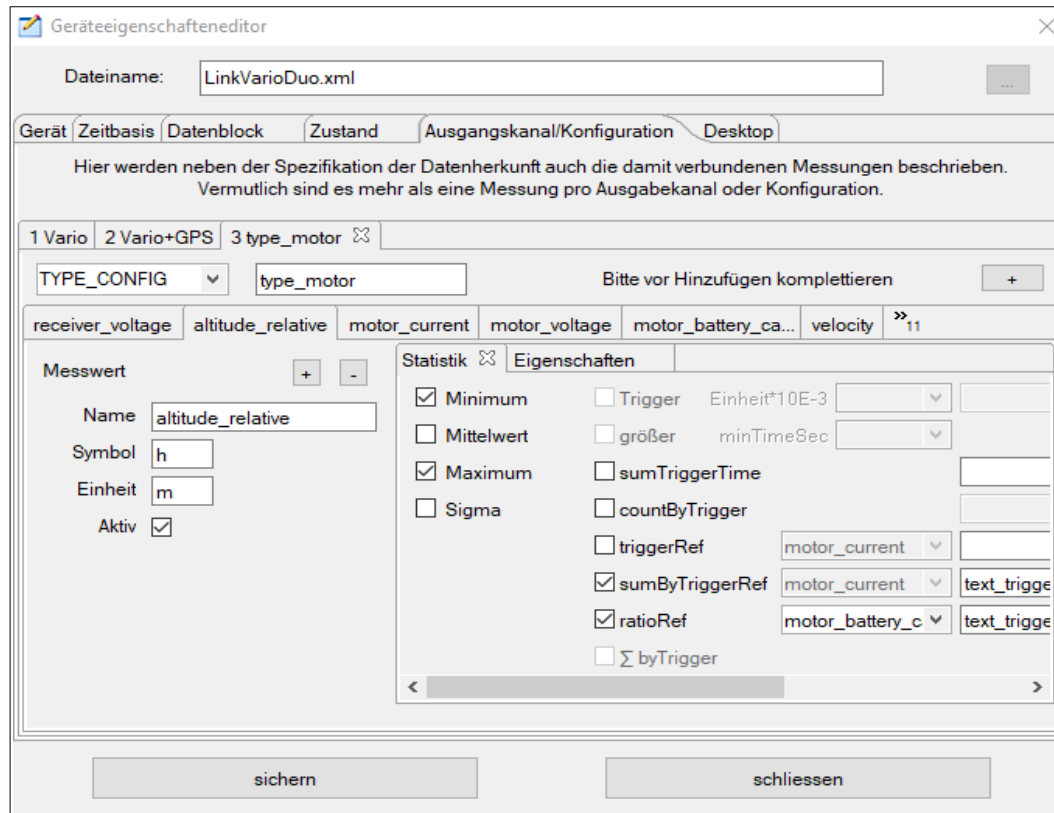 Geräteeigenschafteneditor
Dateiname: LinkVarioDuo.xml ...
Gerät Zeitbasis Datenblock Zustand Ausgangskanal/Konfiguration Desktop
Hier werden neben der Spezifikation der Datenherkunft auch die damit verbundenen Messungen beschrieben.
Vermutlich sind es mehr als eine Messung pro Ausgabekanal oder Konfiguration.
1 Vario 2 Vario+GPS 3 type_motor
TYPE_CONFIG type_motor Bitte vor Hinzufügen komplettieren +
receiver_voltage altitude_relative motor_current motor_voltage motor_battery_ca... velocity »11
Messwert + -
Name altitude_relative
Symbol h
Einheit m
Aktiv
Statistik Eigenschaften
Minimum Trigger Einheit*10E-3
Mittelwert größer minTimeSec
Maximum sumTriggerTime
Sigma countByTrigger
triggerRef motor_current
sumByTriggerRef motor_current text_trigge
ratioRef motor_battery_c text_trigge
∑ byTrigger
sichern schliessen